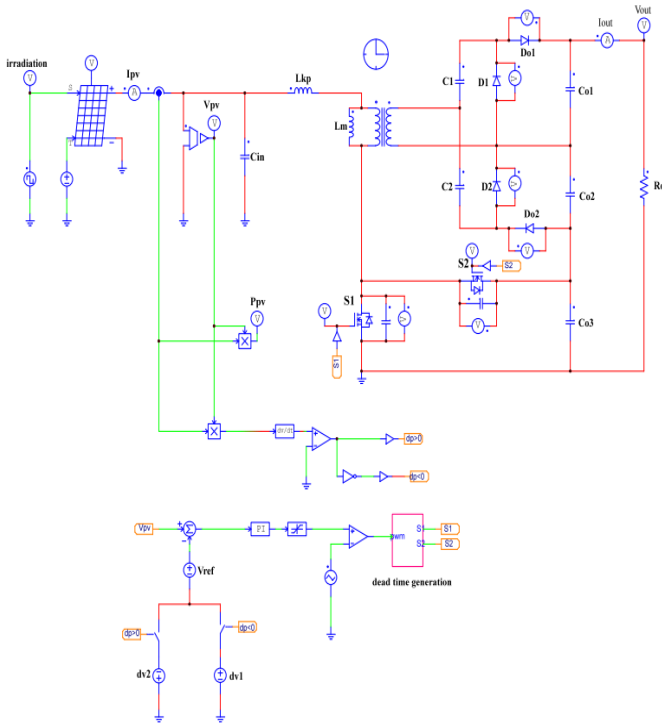 Vout
Iout
irradiation
Ipv
Do1
Lkp
C1
D1
Co1
Vpv
Lm
Cin
C2
D2
Co2
Ro
Do2
S2
S2
S1
Ppv
Co3
S1
dv/dt
dp>0
dp<0
Vpv
PI
pwm
S1
S2
S1
S2
Vref
dead time generation
dp>0
dp<0
dv2
dv1